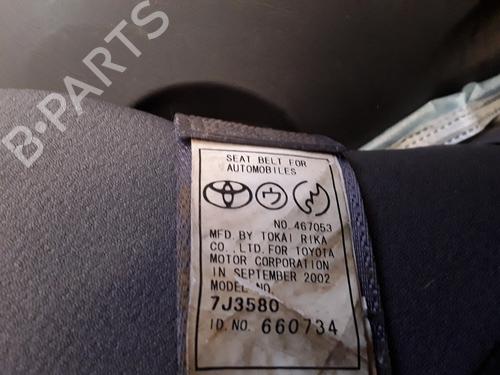 B-PARTS
SEAT BELT FOR
AUTOMOBILES
ウ
NO.467053
MFD.BY TOKAI RIKA
CO.,LTD.FOR TOYOTA
MOTOR CORPORATION
IN SEPTEMBER 2002
MODEL NO.
7J3580
ID.NO. 660734